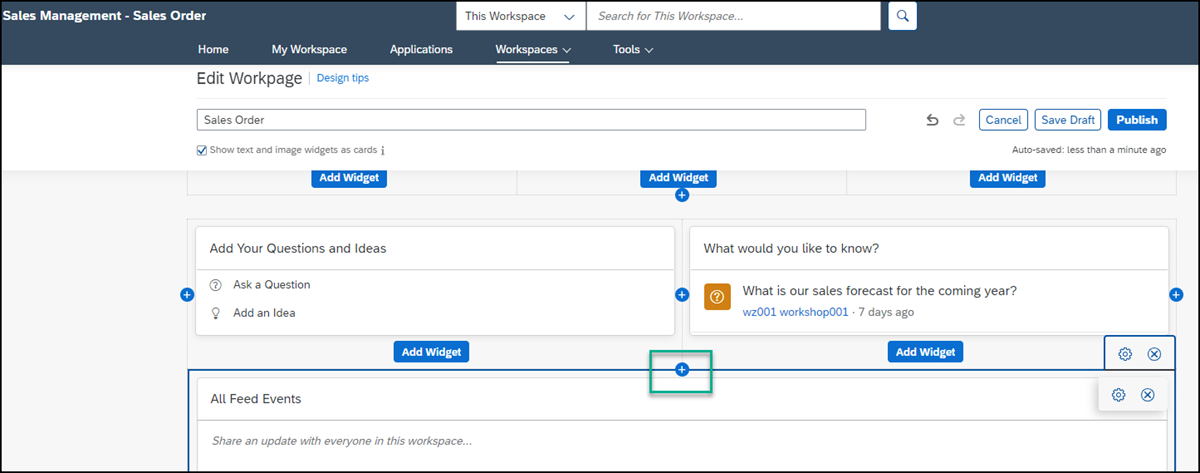 Sales Management - Sales Order
This Workspace
Search for This Workspace...
Home My Workspace Applications Workspaces Tools
Edit Workpage Design tips
Sales Order
Cancel Save Draft Publish
Show text and image widgets as cards i
Auto-saved: less than a minute ago
Add Widget Add Widget Add Widget
Add Your Questions and Ideas
Ask a Question
Add an Idea
What would you like to know?
What is our sales forecast for the coming year?
wz001 workshop001 · 7 days ago
Add Widget Add Widget
All Feed Events
Share an update with everyone in this workspace...